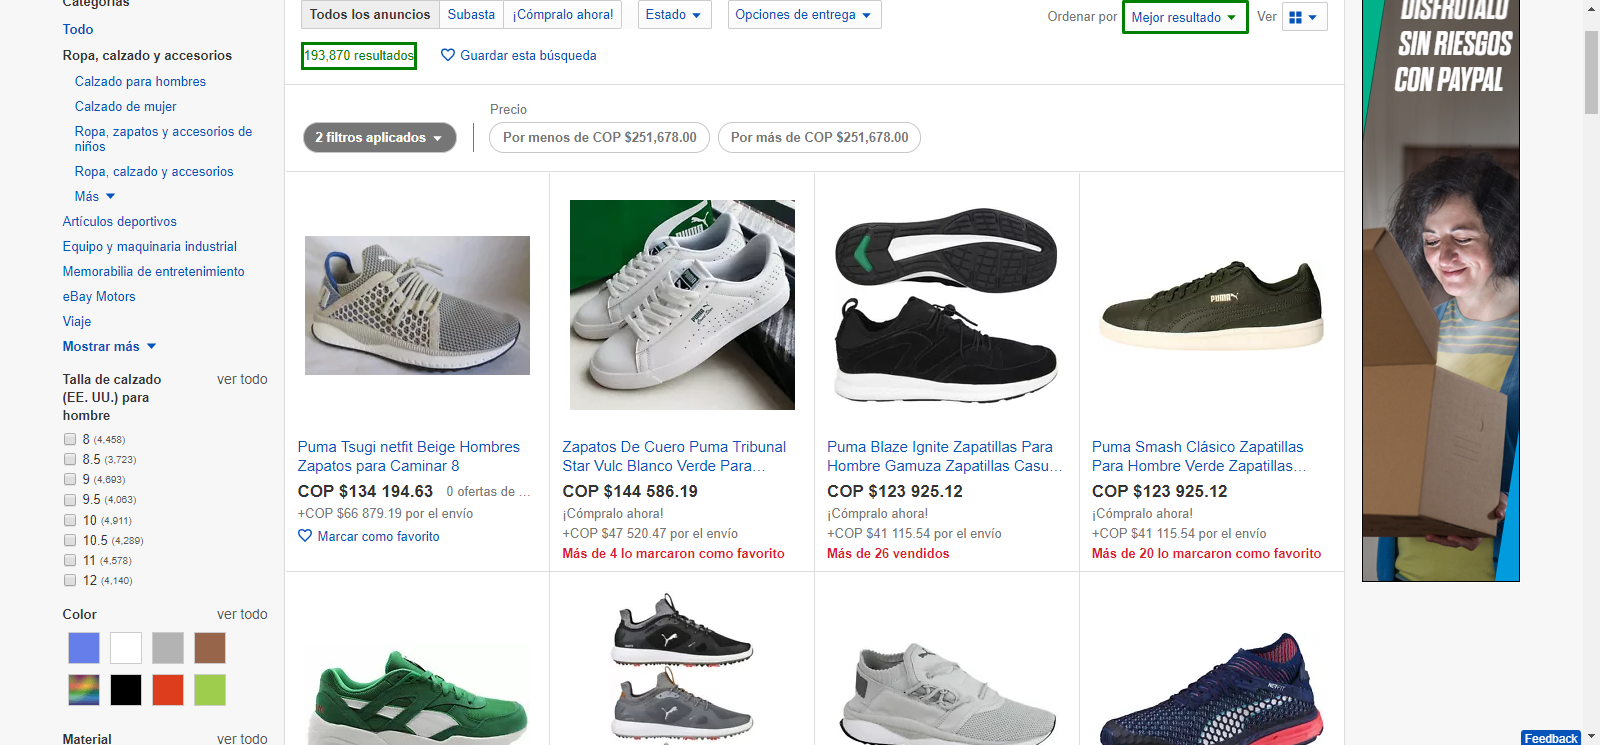 Categorías
Todo
Ropa, calzado y accesorios
Calzado para hombres
Calzado de mujer
Ropa, zapatos y accesorios de
niños
Ropa, calzado y accesorios
Más
Artículos deportivos
Equipo y maquinaria industrial
Memorabilia de entretenimiento
eBay Motors
Viaje
Mostrar más
Talla de calzado
(EE. UU.) para
hombre
ver todo
8 (4,458)
8.5 (3,723)
9 (4,693)
9.5 (4,063)
10 (4,911)
10.5 (4,289)
11 (4,578)
12 (4,140)
Color ver todo
Material ver todo
Todos los anuncios Subasta ¡Cómpralo ahora! Estado Opciones de entrega Ordenar por Mejor resultado Ver
193,870 resultados Guardar esta búsqueda
Precio
2 filtros aplicados Por menos de COP $251,678.00 Por más de COP $251,678.00
Puma Tsugi netfit Beige Hombres
Zapatos para Caminar 8
COP $134 194.63 0 ofertas de ...
+COP $66 879.19 por el envío
Marcar como favorito
PUMA
Zapatos De Cuero Puma Tribunal
Star Vulc Blanco Verde Para...
COP $144 586.19
¡Cómpralo ahora!
+COP $47 520.47 por el envío
Más de 4 lo marcaron como favorito
Puma Blaze Ignite Zapatillas Para
Hombre Gamuza Zapatillas Casu...
COP $123 925.12
¡Cómpralo ahora!
+COP $41 115.54 por el envío
Más de 26 vendidos
PUMA
Puma Smash Clásico Zapatillas
Para Hombre Verde Zapatillas...
COP $123 925.12
¡Cómpralo ahora!
+COP $41 115.54 por el envío
Más de 20 lo marcaron como favorito
NETFIT
DISFRÚTALO
SIN RIESGOS
CON PAYPAL
Feedback